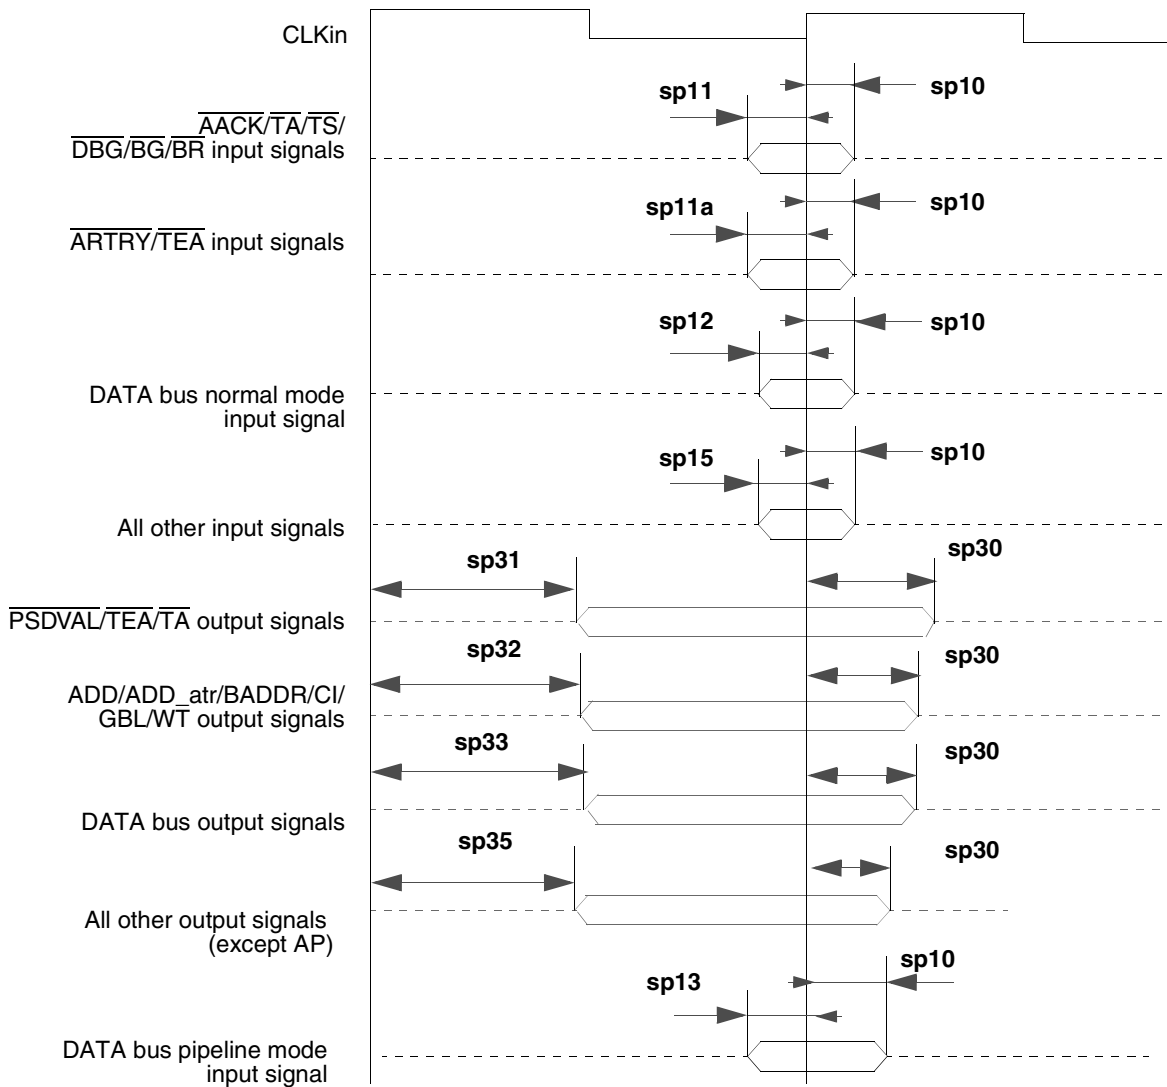 CLKin
sp11
sp10
AACK/TA/TS/
DBG/BG/BR input signals
sp11a
sp10
ARTRY/TEA input signals
sp12
sp10
DATA bus normal mode
input signal
sp15
sp10
All other input signals
sp31
sp30
PSDVAL/TEA/TA output signals
sp32
sp30
ADD/ADD_atr/BADDR/CI/
GBL/WT output signals
sp33
sp30
DATA bus output signals
sp35
sp30
All other output signals
(except AP)
sp13
sp10
DATA bus pipeline mode
input signal